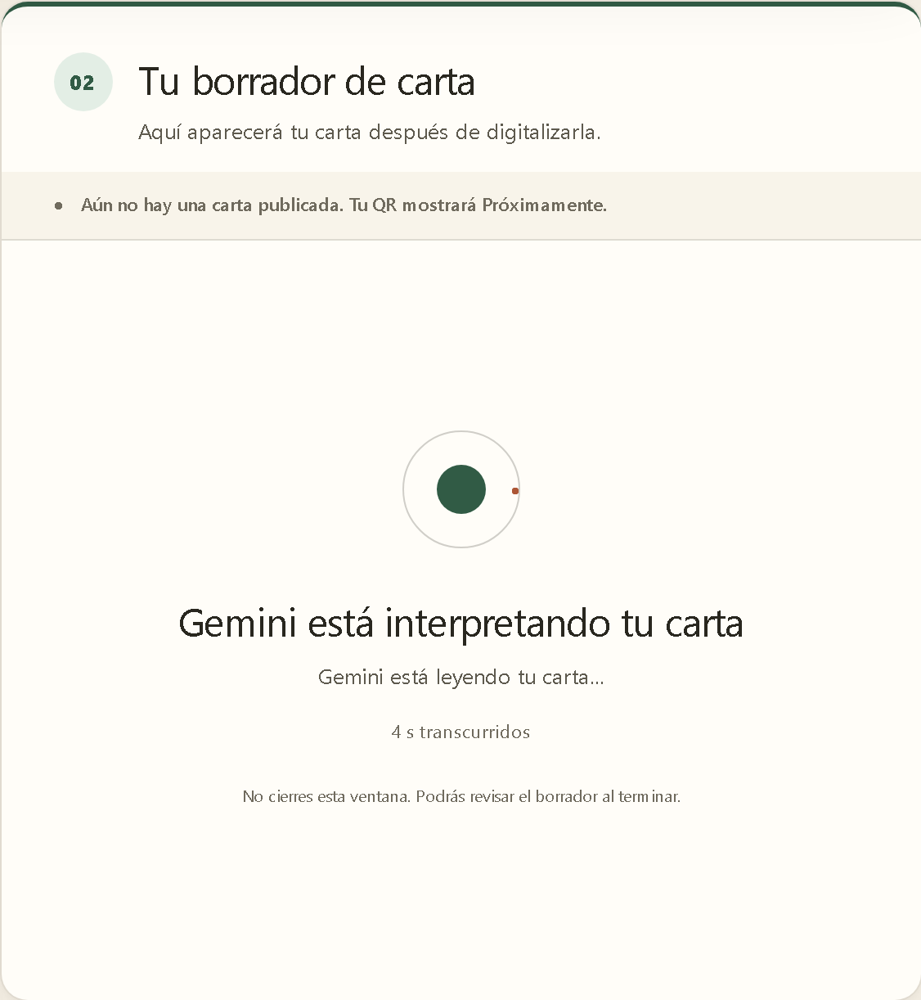 02
Tu borrador de carta
Aquí aparecerá tu carta después de digitalizarla.
Aún no hay una carta publicada. Tu QR mostrará Próximamente.
Gemini está interpretando tu carta
Gemini está leyendo tu carta...
4 s transcurridos
No cierres esta ventana. Podrás revisar el borrador al terminar.